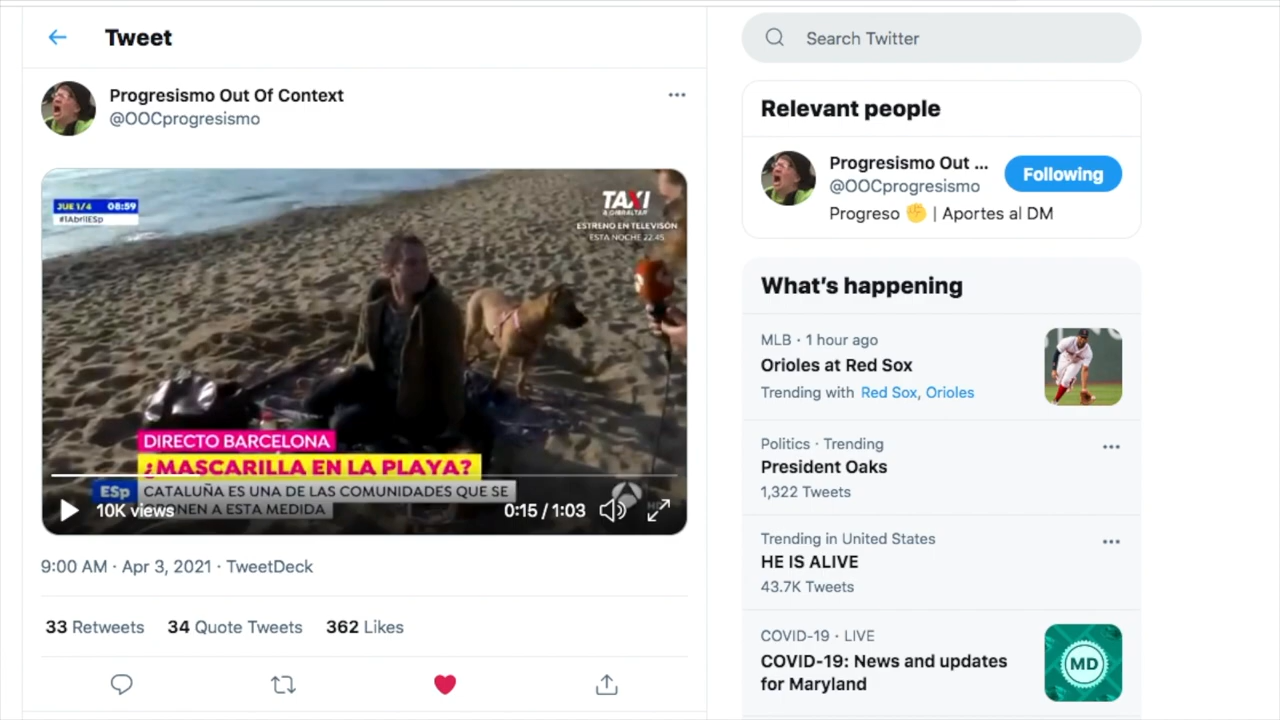 Tweet
Progresismo Out Of Context
@OOCprogresismo
JUE 1/4 08:59
#1AbrilESp
TAXI
A GIBRALTAR
ESTRENO EN TELEVISIÓN
ESTA NOCHE 22.45
DIRECTO BARCELONA
¿MASCARILLA EN LA PLAYA?
ESp CATALUÑA ES UNA DE LAS COMUNIDADES QUE SE
ONEN A ESTA MEDIDA
10K views
0:15 / 1:03
9:00 AM · Apr 3, 2021 · TweetDeck
33 Retweets 34 Quote Tweets 362 Likes
Search Twitter
Relevant people
Progresismo Out ...
@OOCprogresismo
Following
Progreso ✊ | Aportes al DM
What's happening
MLB · 1 hour ago
Orioles at Red Sox
Trending with Red Sox, Orioles
Politics · Trending
President Oaks
1,322 Tweets
Trending in United States
HE IS ALIVE
43.7K Tweets
COVID-19 · LIVE
COVID-19: News and updates
for Maryland
MD